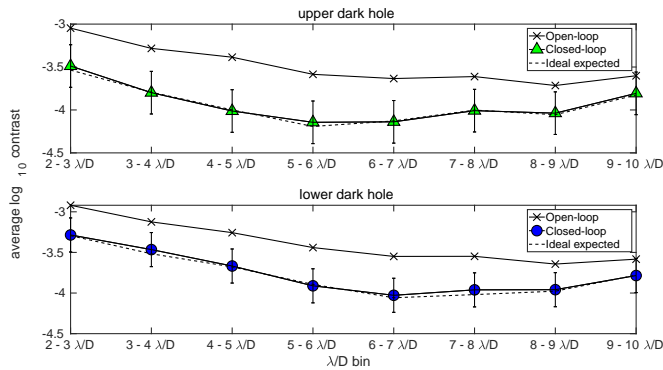 upper dark hole
-3
-3.5
-4
-4.5
Open-loop
Closed-loop
Ideal expected
2 - 3 λ/D
3 - 4 λ/D
4 - 5 λ/D
5 - 6 λ/D
6 - 7 λ/D
7 - 8 λ/D
8 - 9 λ/D
9 - 10 λ/D
average log 10 contrast
lower dark hole
-3
-3.5
-4
-4.5
Open-loop
Closed-loop
Ideal expected
2 - 3 λ/D
3 - 4 λ/D
4 - 5 λ/D
5 - 6 λ/D
6 - 7 λ/D
7 - 8 λ/D
8 - 9 λ/D
9 - 10 λ/D
λ/D bin